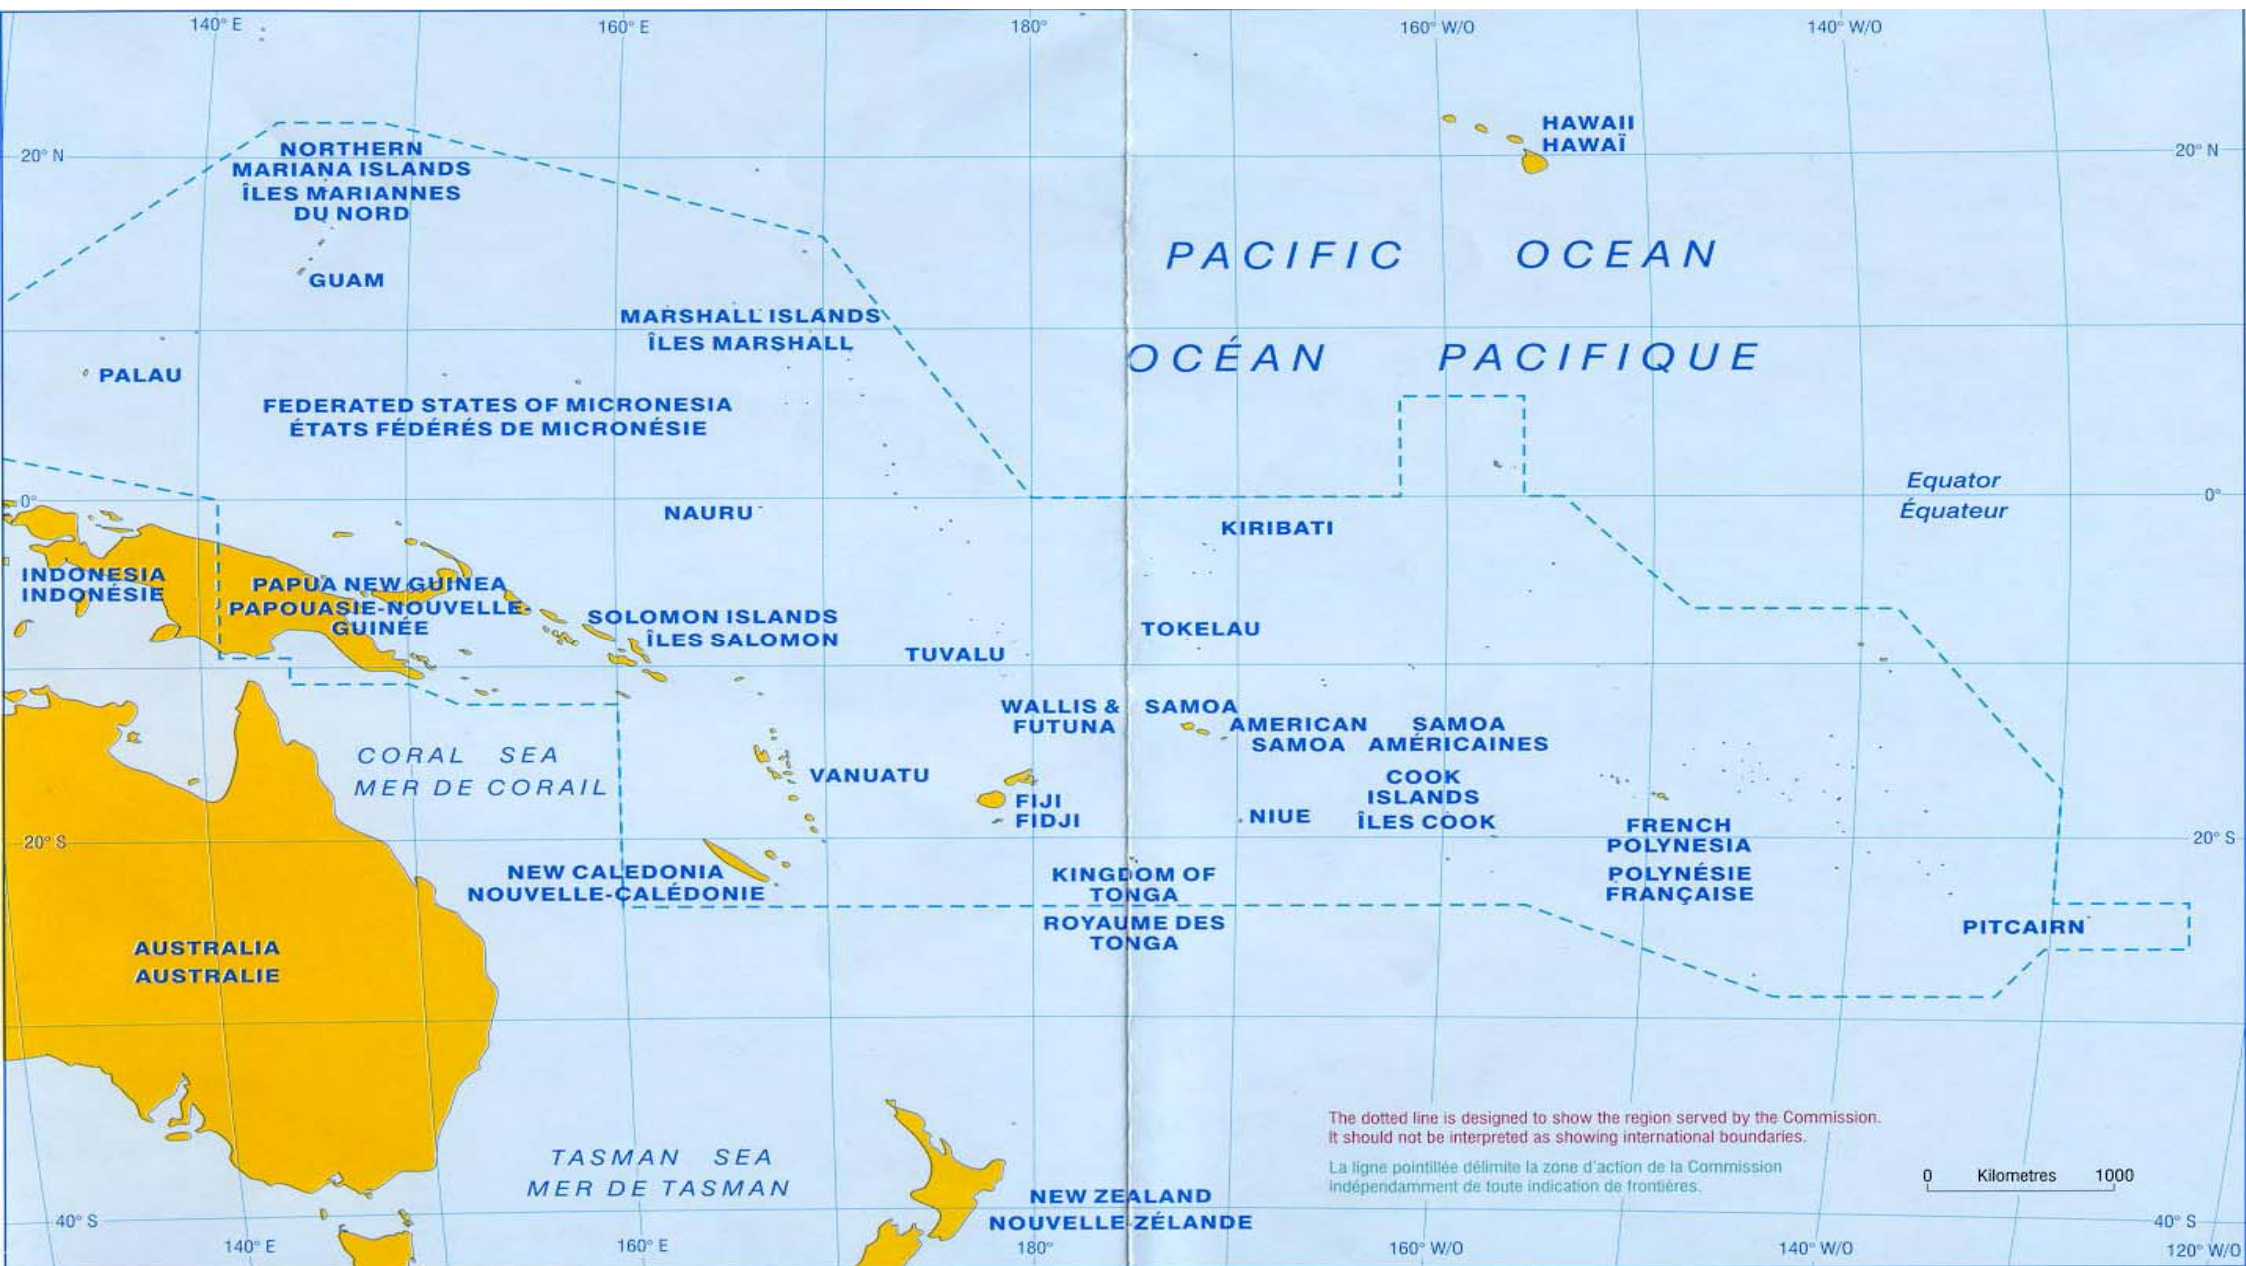 140° E
160° E
180°
160° W/O
140° W/O
HAWAII
HAWAÏ
20° N
NORTHERN
MARIANA ISLANDS
ÎLES MARIANNES
DU NORD
20° N
PACIFIC OCEAN
GUAM
MARSHALL ISLANDS
ÎLES MARSHALL
OCÉAN PACIFIQUE
PALAU
FEDERATED STATES OF MICRONESIA
ÉTATS FÉDÉRÉS DE MICRONÉSIE
Equator
Équateur
0°
0°
NAURU
KIRIBATI
INDONESIA
INDONÉSIE
PAPUA NEW GUINEA
PAPOUASIE-NOUVELLE-
GUINÉE
SOLOMON ISLANDS
ÎLES SALOMON
TUVALU
TOKELAU
WALLIS &
FUTUNA
SAMOA
AMERICAN
SAMOA
SAMOA
AMÉRICAINES
CORAL SEA
MER DE CORAIL
VANUATU
FIJI
FIDJI
NIUE
COOK
ISLANDS
ÎLES COOK
FRENCH
POLYNESIA
POLYNÉSIE
FRANÇAISE
20° S
20° S
NEW CALEDONIA
NOUVELLE-CALÉDONIE
KINGDOM OF
TONGA
ROYAUME DES
TONGA
PITCAIRN
AUSTRALIA
AUSTRALIE
The dotted line is designed to show the region served by the Commission.
It should not be interpreted as showing international boundaries.
La ligne pointillée délimite la zone d'action de la Commission
indépendamment de toute indication de frontières.
0 Kilometres 1000
TASMAN SEA
MER DE TASMAN
NEW ZEALAND
NOUVELLE-ZÉLANDE
40° S
40° S
140° E
160° E
180°
160° W/O
140° W/O
120° W/O